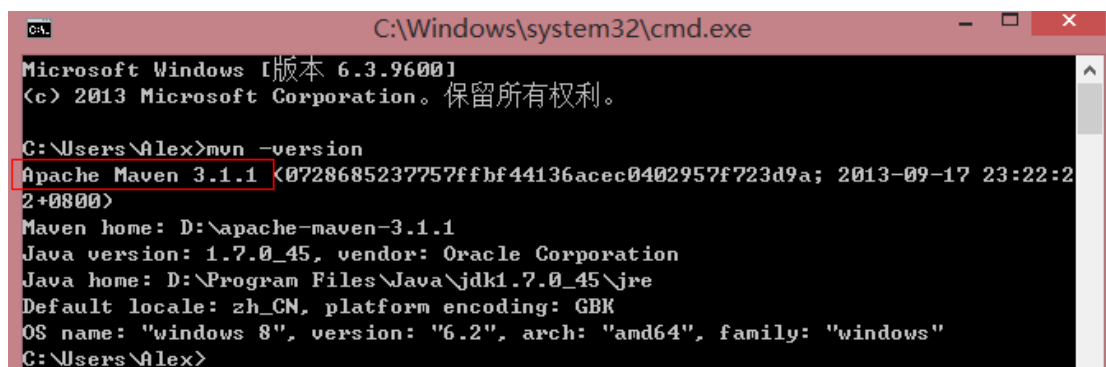 C:\Windows\system32\cmd.exe
Microsoft Windows [版本 6.3.9600]
(c) 2013 Microsoft Corporation。保留所有权利。
C:\Users\Alex>mvn -version
Apache Maven 3.1.1 (0728685237757ffbf44136acec0402957f723d9a; 2013-09-17 23:22:2
2+0800)
Maven home: D:\apache-maven-3.1.1
Java version: 1.7.0_45, vendor: Oracle Corporation
Java home: D:\Program Files\Java\jdk1.7.0_45\jre
Default locale: zh_CN, platform encoding: GBK
OS name: "windows 8", version: "6.2", arch: "amd64", family: "windows"
C:\Users\Alex>